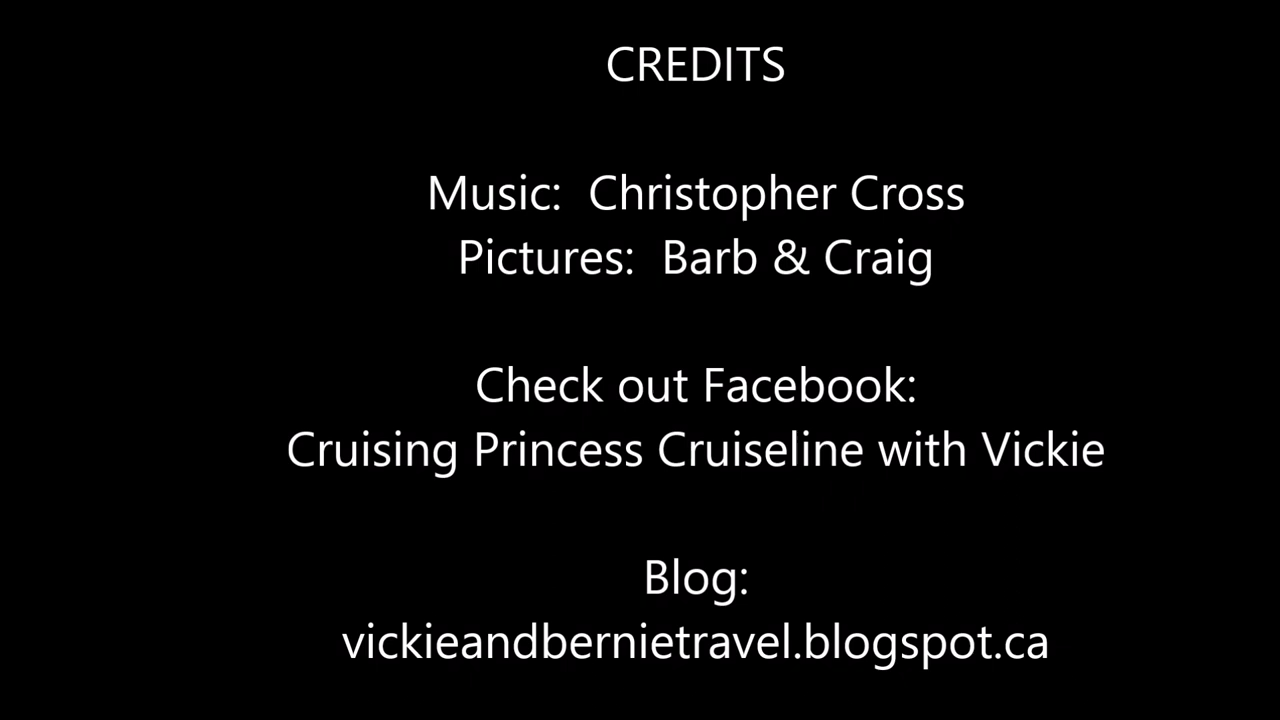 CREDITS
Music:  Christopher Cross
Pictures:  Barb & Craig
Check out Facebook:
Cruising Princess Cruiseline with Vickie
Blog:
vickieandbernietravel.blogspot.ca